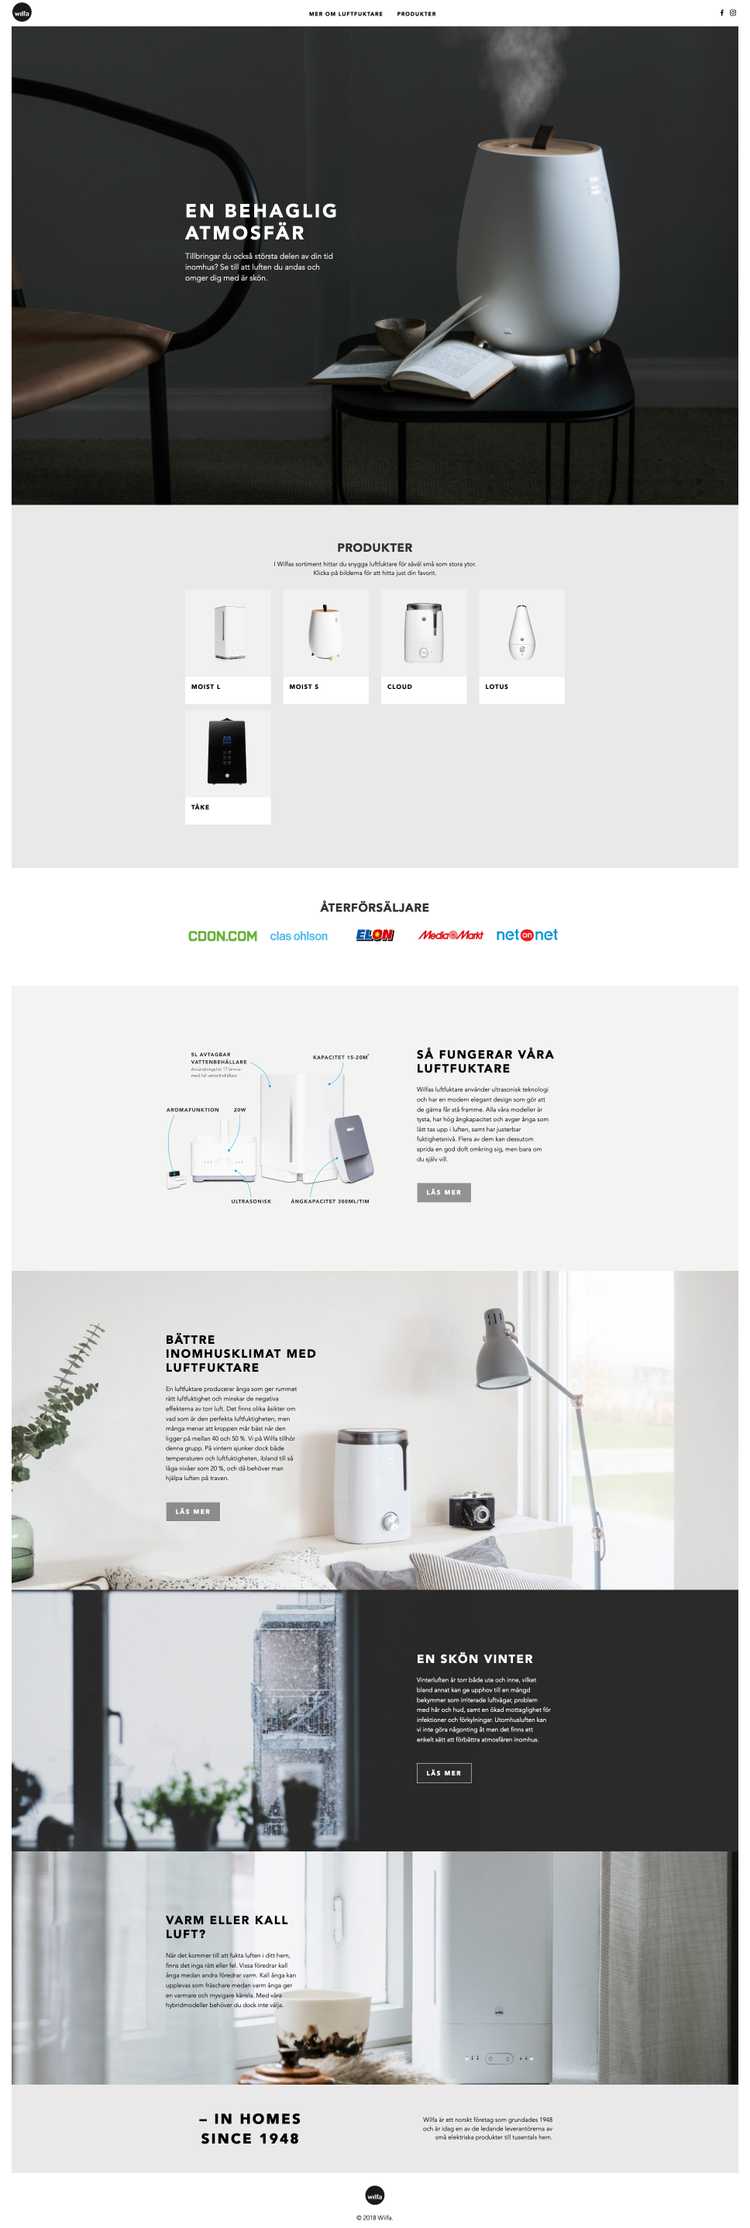 wilfa
MER OM LUFTFUKTARE PRODUKTER
EN BEHAGLIG
ATMOSFÄR
Tillbringar du också största delen av din tid
inomhus? Se till att luften du andas och
omger dig med är skön.
PRODUKTER
I Wilfas sortiment hittar du snygga luftfuktare för såväl små som stora ytor.
Klicka på bilderna för att hitta just din favorit.
MOIST L
MOIST S
CLOUD
LOTUS
TÅKE
ÅTERFÖRSÄLJARE
CDON.COM
clas ohlson
ELON
Media Markt
net on net
5L AVTAGBAR
VATTENBEHÅLLARE
KAPACITET 15-20M²
AROMAFUNKTION
20W
ULTRASONISK
ÅNGKAPACITET 300ML/TIM
SÅ FUNGERAR VÅRA
LUFTFUKTARE
Wilfas luftfuktare använder ultrasonisk teknologi
och har en modern elegant design som gör att
de gärna får stå framme. Alla våra modeller är
tysta, har hög ångkapacitet och avger ånga som
lätt tas upp i luften, samt har justerbar
fuktighetsnivå. Flera av dem kan dessutom
sprida en god doft omkring sig, men bara om
du själv vill.
LÄS MER
BÄTTRE
INOMHUSKLIMAT MED
LUFTFUKTARE
En luftfuktare producerar ånga som ger rummet
rätt luftfuktighet och minskar de negativa
effekterna av torr luft. Det finns olika åsikter om
vad som är den perfekta luftfuktigheten, men
många menar att kroppen mår bäst när den
ligger på mellan 40 och 50 %. Vi på Wilfa tillhör
denna grupp. På vintern sjunker dock både
temperaturen och luftfuktigheten, ibland till så
låga nivåer som 20 %, och då behöver man
hjälpa luften på traven.
LÄS MER
EN SKÖN VINTER
Vinterluften är torr både ute och inne, vilket
bland annat kan ge upphov till en mängd
bekymmer som irriterade luftvägar, problem
med hår och hud, samt en ökad mottaglighet för
infektioner och förkylningar. Utomhusluften kan
vi inte göra någonting åt men det finns ett
enkelt sätt att förbättra atmosfären inomhus.
LÄS MER
VARM ELLER KALL
LUFT?
När det kommer till att fukta luften i ditt hem,
finns det inga rätt eller fel. Vissa föredrar kall
ånga medan andra föredrar varm. Kall ånga kan
upplevas som fräschare medan varm ånga ger
en varmare och mysigare känsla. Med våra
hybridmodeller behöver du dock inte välja.
– IN HOMES
SINCE 1948
Wilfa är ett norskt företag som grundades 1948
och är idag en av de ledande leverantörerna av
små elektriska produkter till tusentals hem.
wilfa
© 2018 Wilfa.